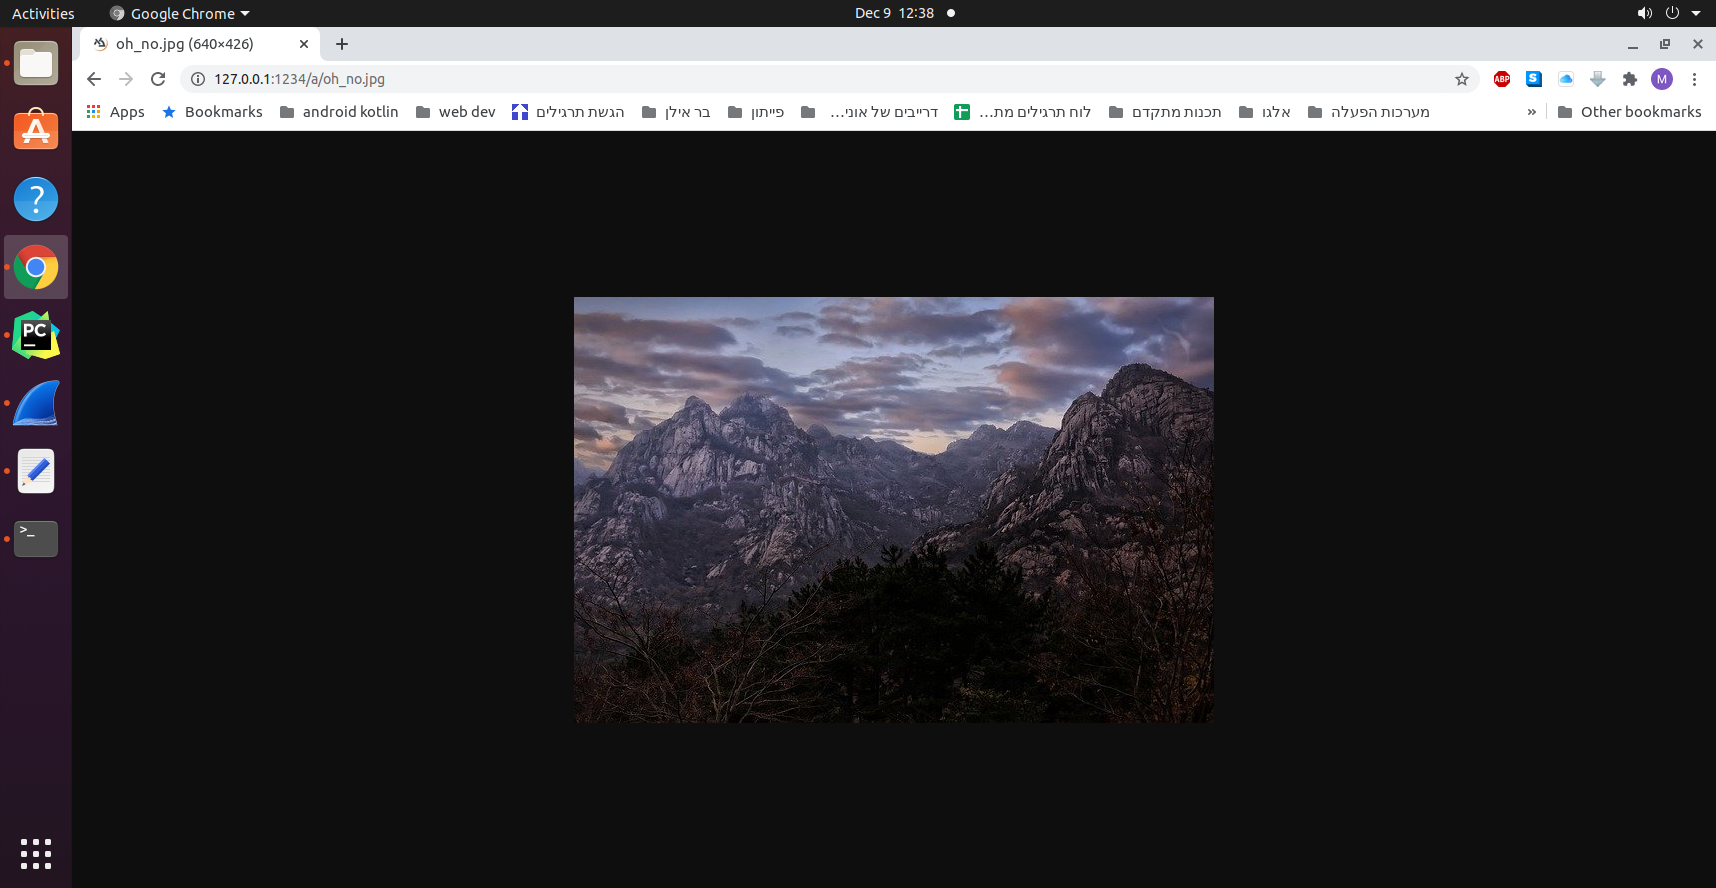 Activities Google Chrome Dec 9 12:38
oh_no.jpg (640×426)
127.0.0.1:1234/a/oh_no.jpg ABP S M
Apps Bookmarks android kotlin web dev הגשת תרגילים בר אילן פייתון דרייבים של אוני... לוח תרגילים מת... תכנות מתקדם אלגו מערכות הפעלה » Other bookmarks
?
PC
>_